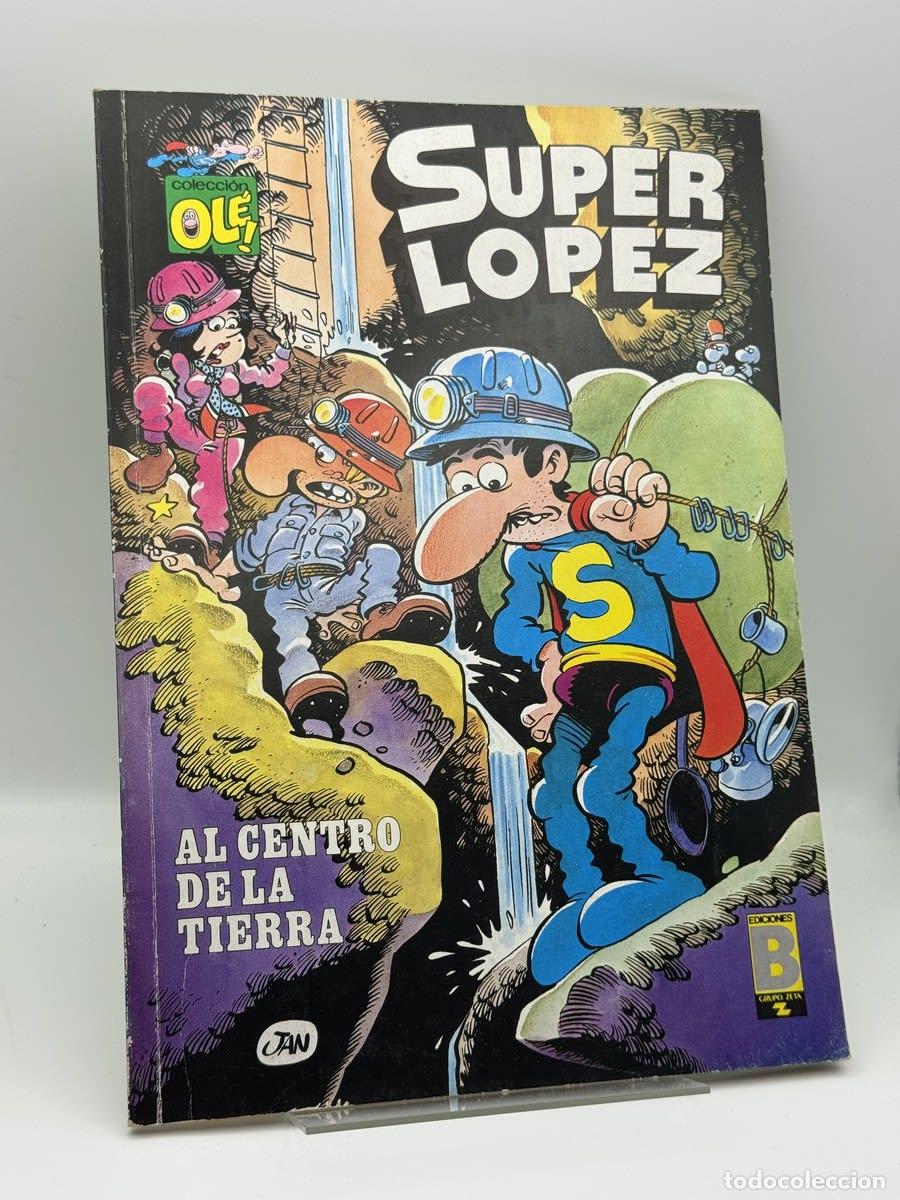 colección
OLÉ!
SUPER
LOPEZ
S
AL CENTRO
DE LA
TIERRA
EDICIONES
B
GRUPO ZETA
Z
JAN
todocoleccion